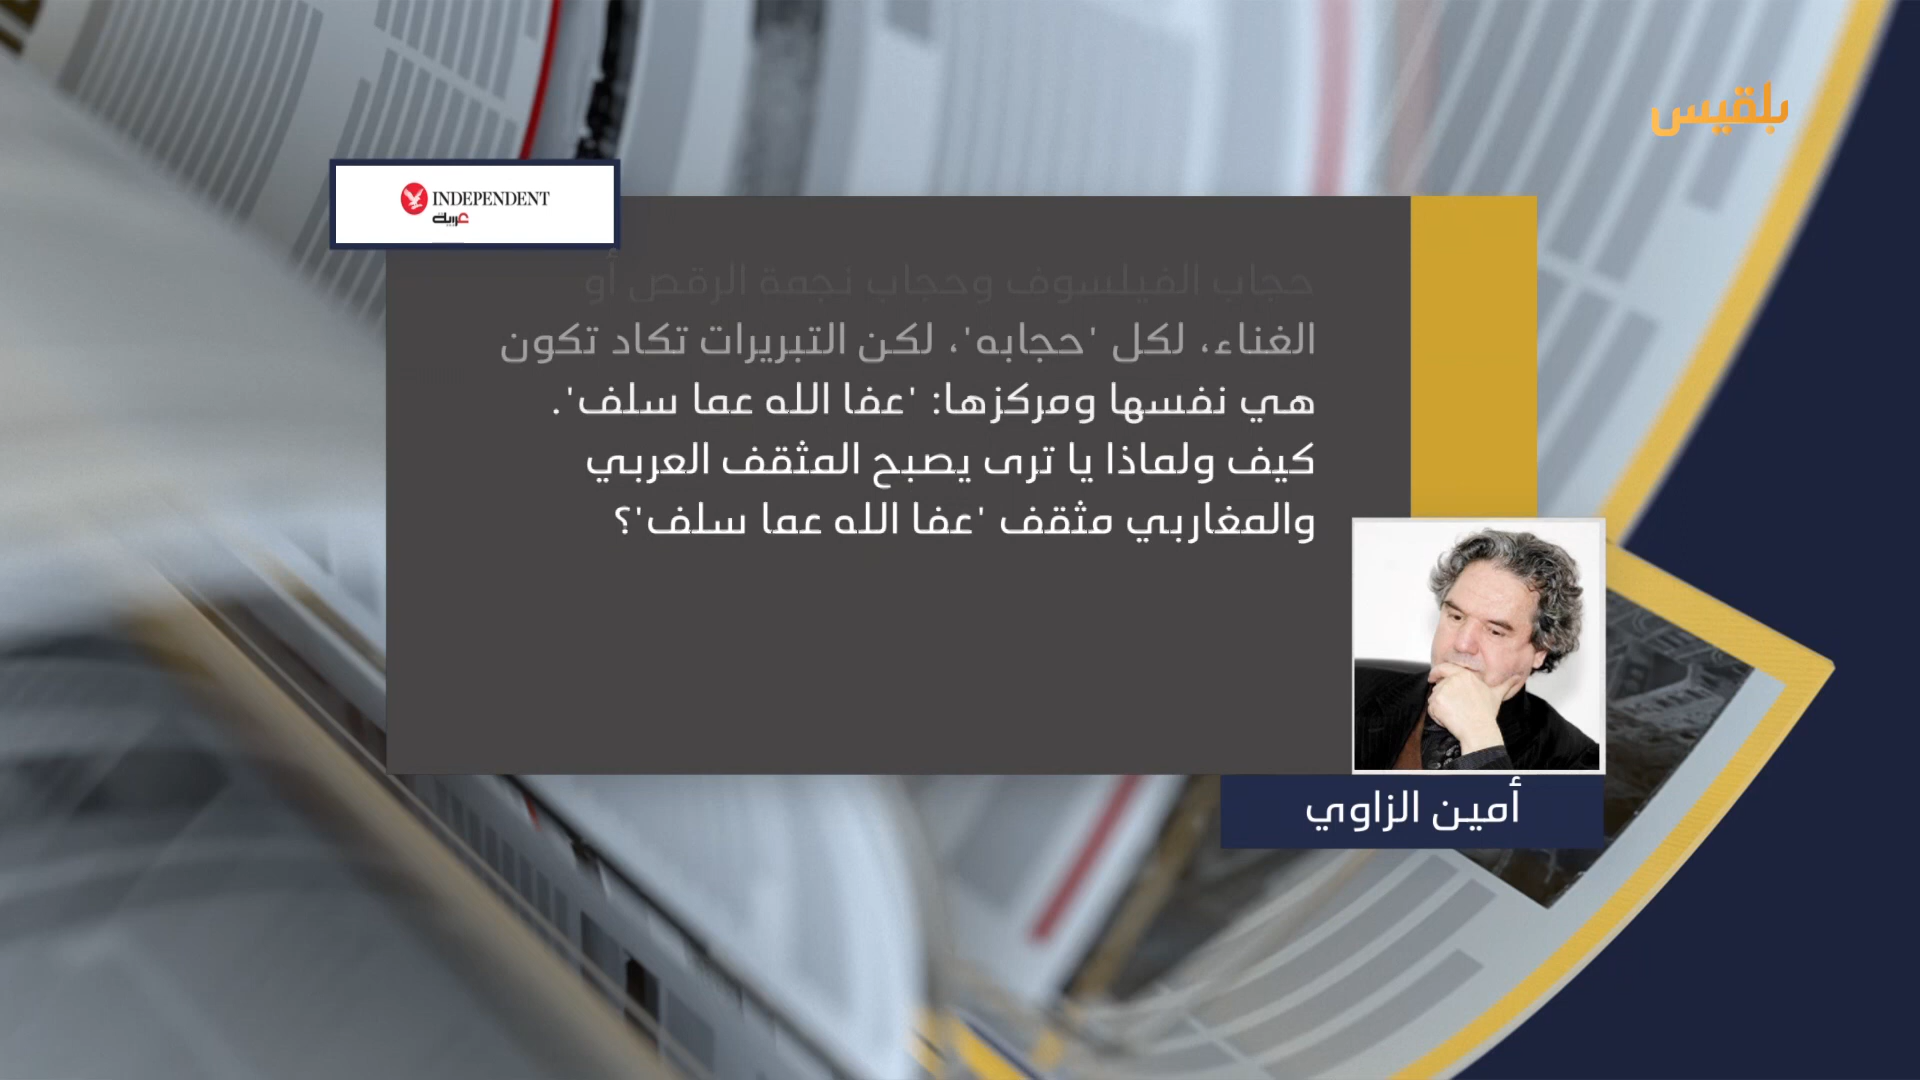 بلقيس
INDEPENDENT
عربية
حجاب الفيلسوف وحجاب نجمة الرقص أو
الغناء، لكل 'حجابه'، لكن التبريرات تكاد تكون
هي نفسها ومركزها: 'عفا الله عما سلف'.
كيف ولماذا يا ترى يصبح المثقف العربي
والمغاربي مثقف 'عفا الله عما سلف'؟
أمين الزاوي